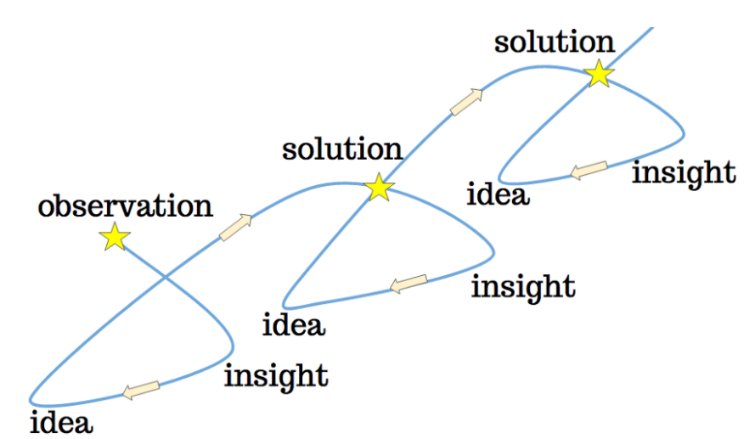 solution
solution
insight
idea
observation
insight
idea
insight
idea